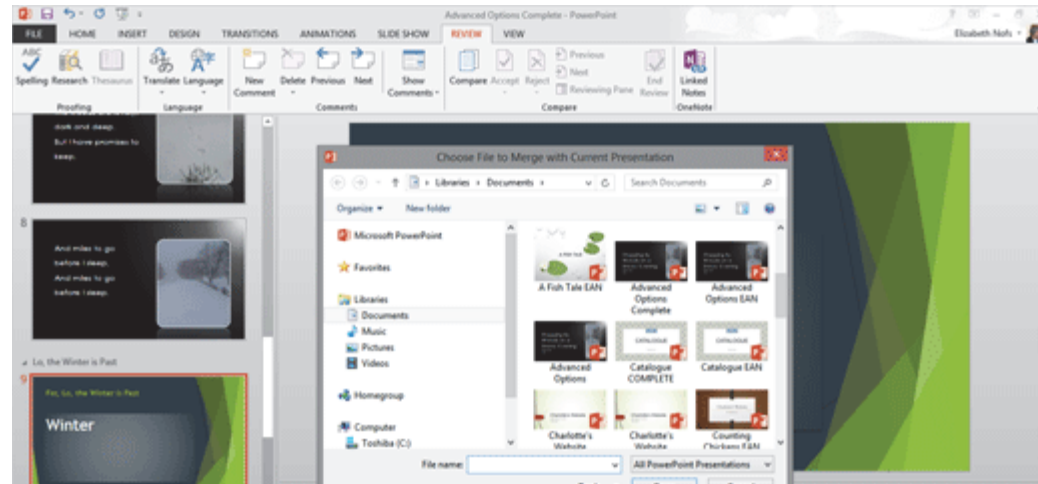 Advanced Options Complete - PowerPoint
FILE HOME INSERT DESIGN TRANSITIONS ANIMATIONS SLIDE SHOW REVIEW VIEW
Elisabeth Nofs
ABC
Spelling Research Thesaurus Translate Language New Comment Delete Previous Next Show Comments Compare Accept Reject Previous Next Reviewing Pane End Review Linked Notes
Proofing Language Comments Compare OneNote
dark and deep.
But I have promises to
keep.
8
And miles to go
before I sleep.
And miles to go
before I sleep.
Lo, the Winter is Past
9
For, Lo, the Winter Is Past
Winter
Choose File to Merge with Current Presentation
Libraries Documents
Search Documents
Organize New folder
Microsoft PowerPoint
Favorites
Libraries
Documents
Music
Pictures
Videos
Homegroup
Computer
Toshiba (C:)
A Fish Tale EAN
Advanced Options Complete
Advanced Options EAN
Advanced Options
Catalogue COMPLETE
Catalogue EAN
Charlotte's Website
Charlotte's Website
Counting Chickens EAN
File name:
All PowerPoint Presentations